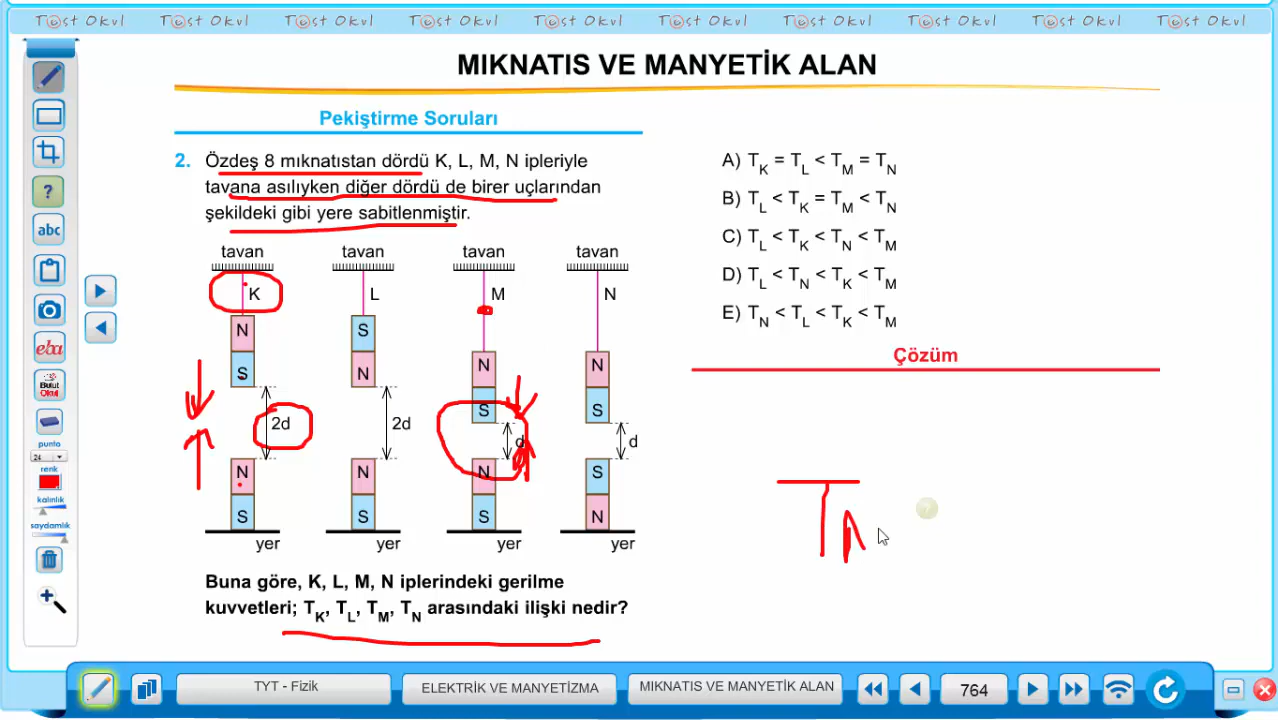 Test Okul Test Okul Test Okul Test Okul Test Okul Test Okul Test Okul Test Okul Test Okul Test Okul
MIKNATIS VE MANYETİK ALAN
Pekiştirme Soruları
2. Özdeş 8 mıknatıstan dördü K, L, M, N ipleriyle
tavana asılıyken diğer dördü de birer uçlarından
şekildeki gibi yere sabitlenmiştir.
tavan tavan tavan tavan
K L M N
N S N N
S N S S
2d 2d d d
N N N S
S S S N
yer yer yer yer
Buna göre, K, L, M, N iplerindeki gerilme
kuvvetleri; TK, TL, TM, TN arasındaki ilişki nedir?
A) TK = TL < TM = TN
B) TL < TK = TM < TN
C) TL < TK < TN < TM
D) TL < TN < TK < TM
E) TN < TL < TK < TM
Çözüm
T
?
abc
eba
Bulut
Okul
punto
24
renk
kalınlık
saydamlık
TYT - Fizik
ELEKTRİK VE MANYETİZMA
MIKNATIS VE MANYETİK ALAN
764